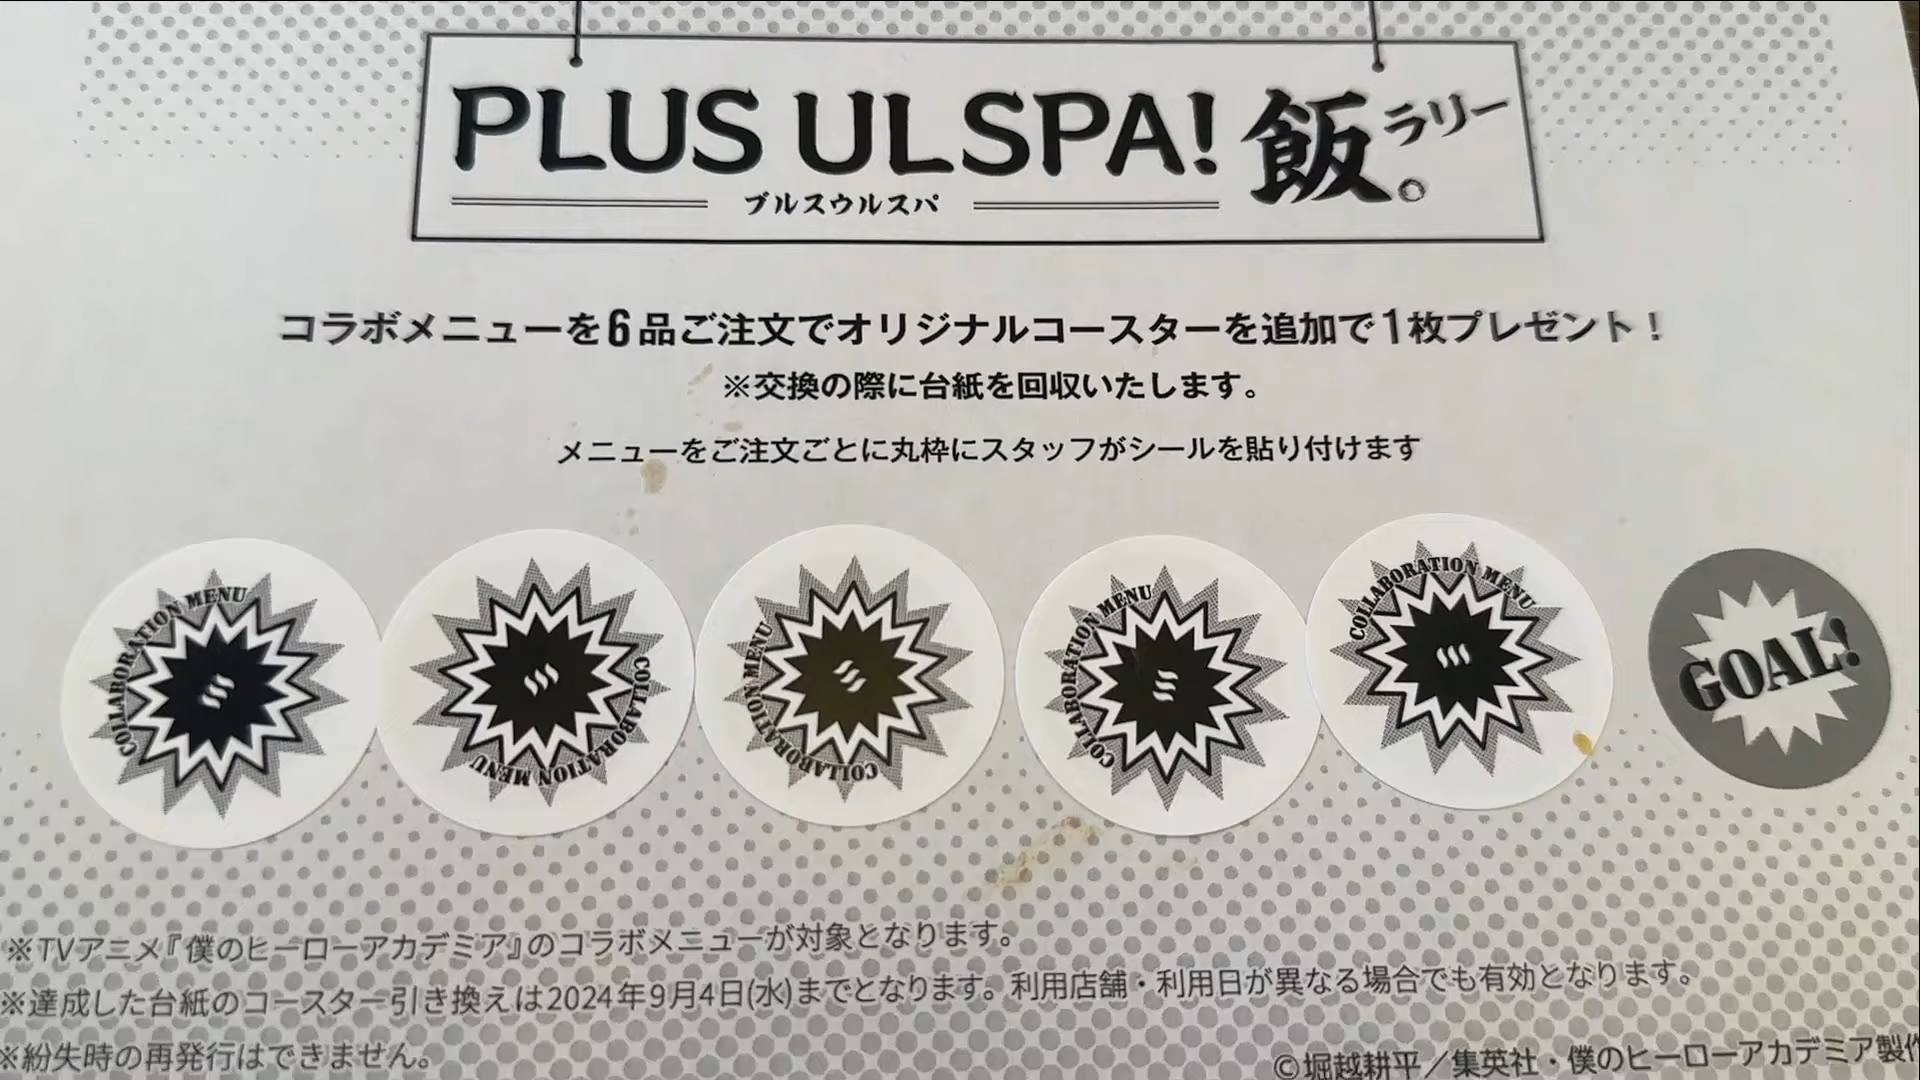 PLUS ULSPA! 飯。ラリー
プルスウルスパ
コラボメニューを6品ご注文でオリジナルコースターを追加で1枚プレゼント！
※交換の際に台紙を回収いたします。
メニューをご注文ごとに丸枠にスタッフがシールを貼り付けます
COLLABORATION MENU
COLLABORATION MENU
COLLABORATION MENU
COLLABORATION MENU
COLLABORATION MENU
GOAL!
※TVアニメ『僕のヒーローアカデミア』のコラボメニューが対象となります。
※達成した台紙のコースター引き換えは2024年9月4日(水)までとなります。利用店舗・利用日が異なる場合でも有効となります。
※紛失時の再発行はできません。
©堀越耕平／集英社・僕のヒーローアカデミア製作